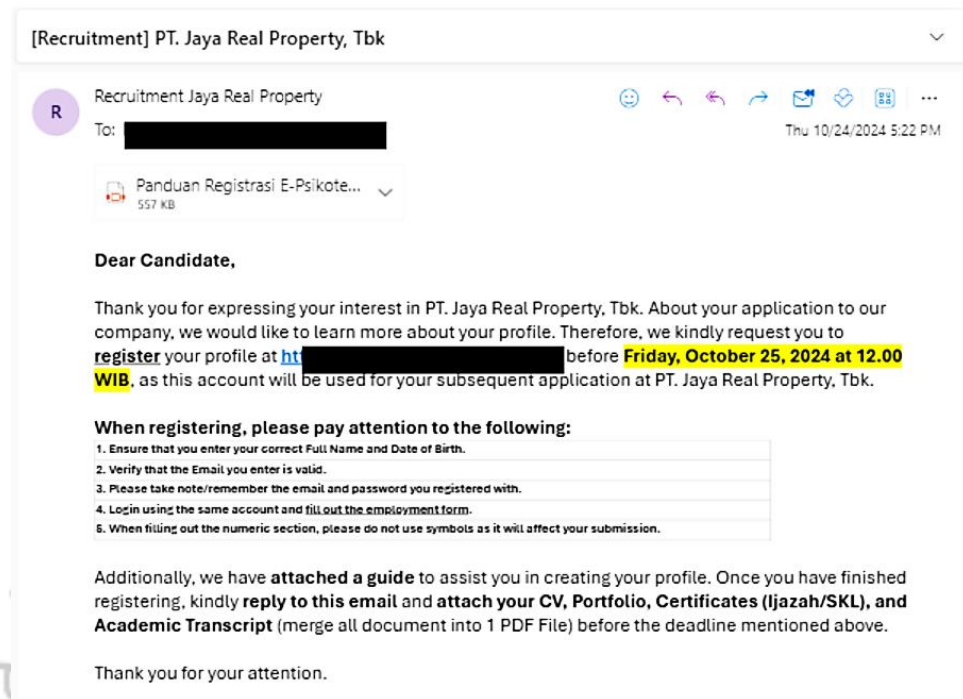 [Recruitment] PT. Jaya Real Property, Tbk
R
Recruitment Jaya Real Property
To:
Thu 10/24/2024 5:22 PM
Panduan Registrasi E-Psikote...
557 KB
Dear Candidate,
Thank you for expressing your interest in PT. Jaya Real Property, Tbk. About your application to our
company, we would like to learn more about your profile. Therefore, we kindly request you to
register your profile at before Friday, October 25, 2024 at 12.00
WIB, as this account will be used for your subsequent application at PT. Jaya Real Property, Tbk.
When registering, please pay attention to the following:
1. Ensure that you enter your correct Full Name and Date of Birth.
2. Verify that the Email you enter is valid.
3. Please take note/remember the email and password you registered with.
4. Login using the same account and fill out the employment form.
5. When filling out the numeric section, please do not use symbols as it will affect your submission.
Additionally, we have attached a guide to assist you in creating your profile. Once you have finished
registering, kindly reply to this email and attach your CV, Portfolio, Certificates (Ijazah/SKL), and
Academic Transcript (merge all document into 1 PDF File) before the deadline mentioned above.
Thank you for your attention.